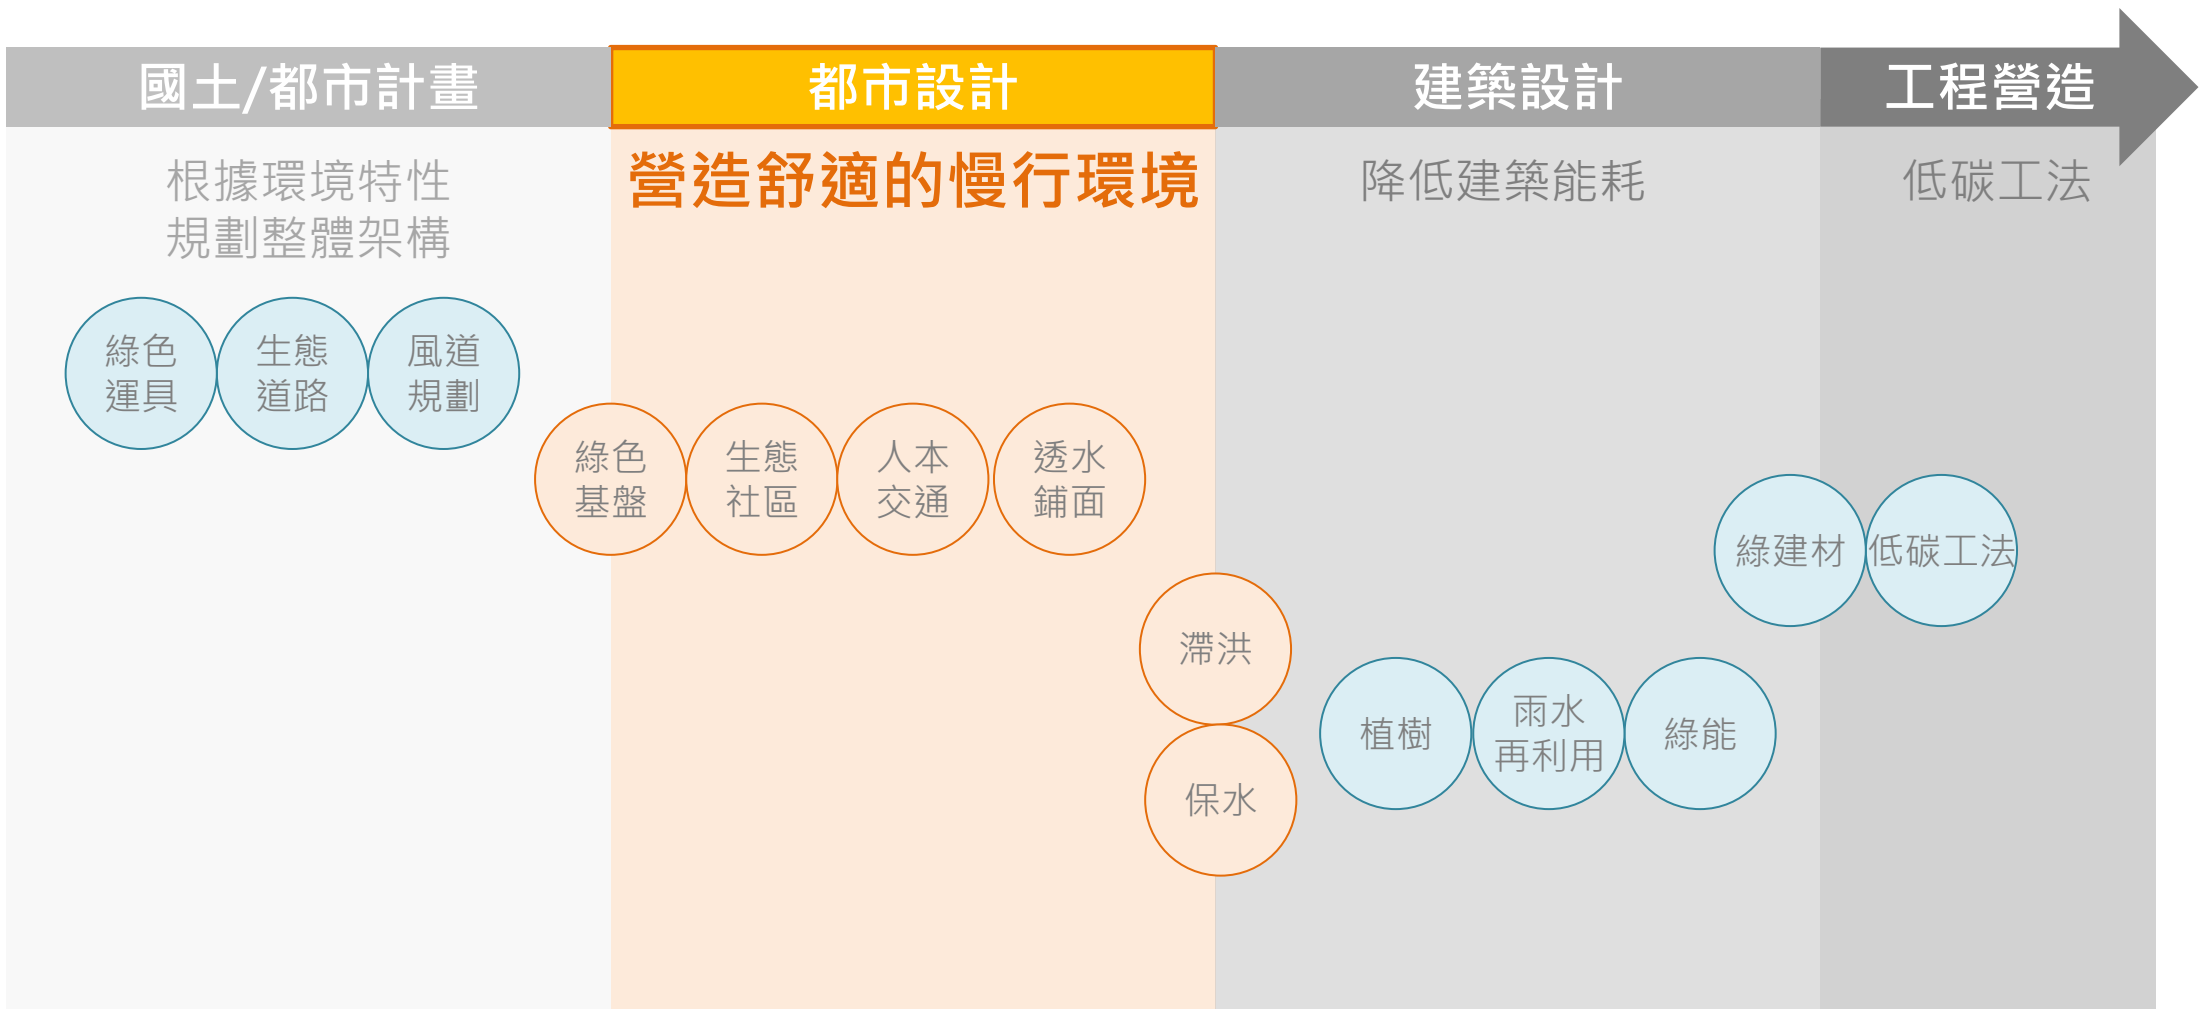 國土/都市計畫
都市設計
建築設計
工程營造
根據環境特性
規劃整體架構
營造舒適的慢行環境
降低建築能耗
低碳工法
綠色
運具
生態
道路
風道
規劃
綠色
基盤
生態
社區
人本
交通
透水
鋪面
滯洪
保水
植樹
雨水
再利用
綠能
綠建材
低碳工法